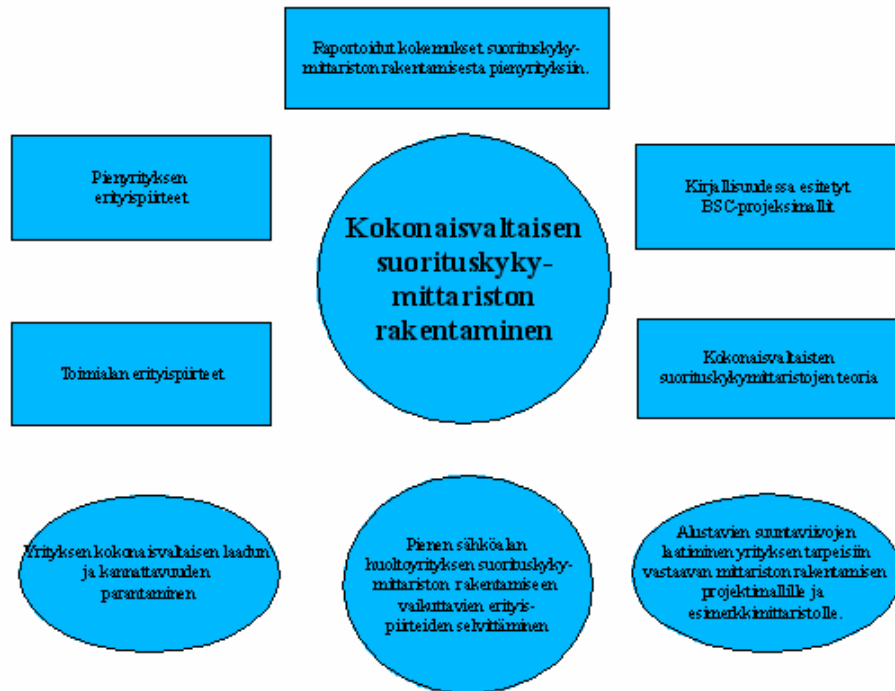 Raportoidut kokemukset suorituskyky-
mittariston rakentamisesta pienyrityksiin.
Pienyrityksen
erityispiirteet
Kirjallisuudessa esitetyt
BSC-projeksimallit
Kokonaisvaltaisen
suorituskyky-
mittariston
rakentaminen
Toimialan erityispiirteet
Kokonaisvaltaisten
suorituskykymittaristojen teoria
Yrityksen kokonaisvaltaisen laadun
ja kannattavuuden
parantaminen
Pienen sähköalan
huoltoyrityksen suorituskyky-
mittariston rakentamiseen
vaikuttavien erityis-
piirteiden selvittäminen
Alustavien suuntaviivojen
laatiminen yrityksen tarpeisiin
vastaavan mittariston rakentamisen
projektimallille ja
esimerkkimittaristolle.